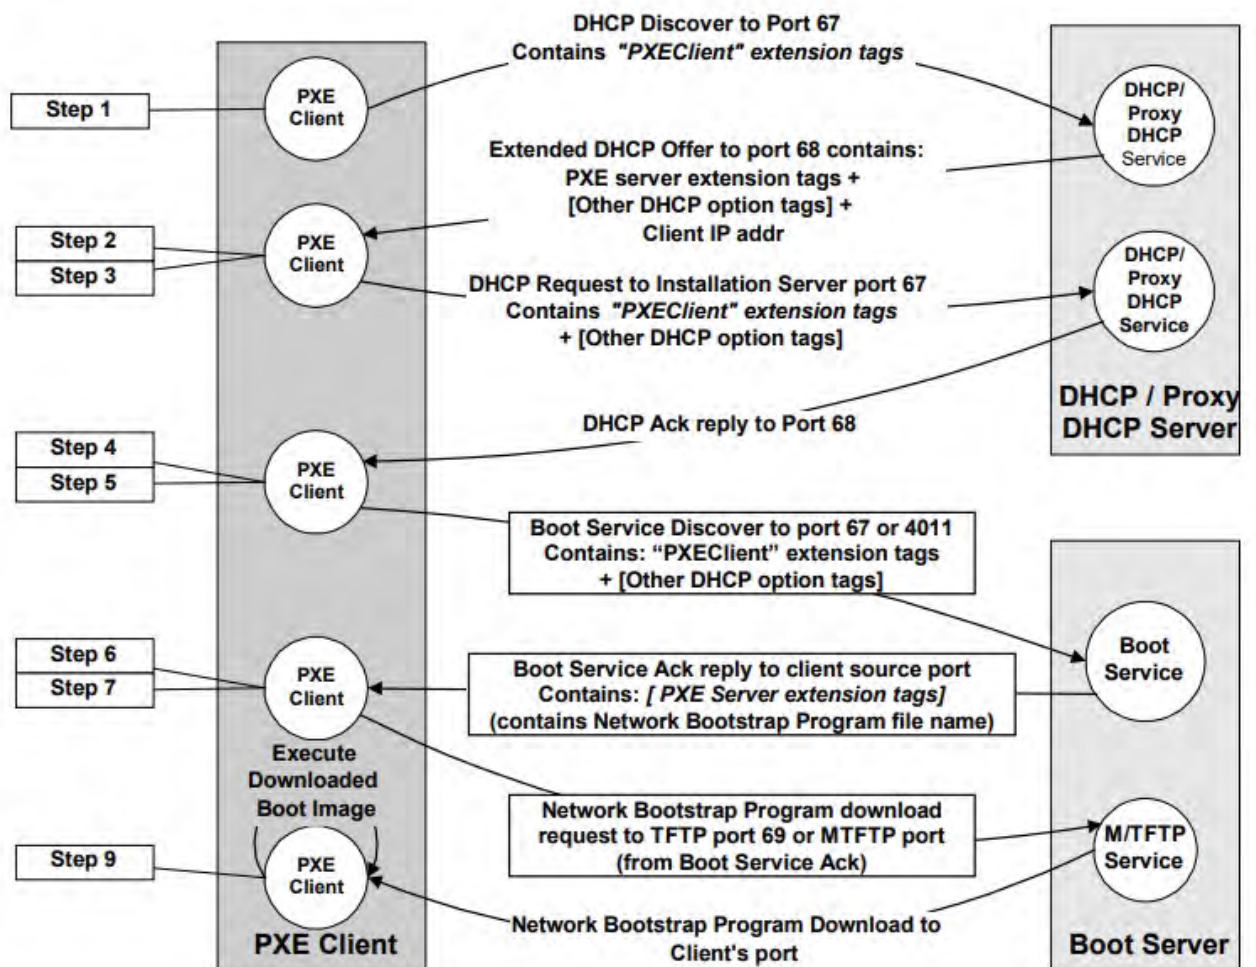 DHCP Discover to Port 67
Contains "PXEClient" extension tags
Step 1
PXE
Client
DHCP/
Proxy
DHCP
Service
Extended DHCP Offer to port 68 contains:
PXE server extension tags +
[Other DHCP option tags] +
Client IP addr
Step 2
Step 3
PXE
Client
DHCP Request to Installation Server port 67
Contains "PXEClient" extension tags
+ [Other DHCP option tags]
DHCP/
Proxy
DHCP
Service
DHCP / Proxy
DHCP Server
DHCP Ack reply to Port 68
Step 4
Step 5
PXE
Client
Boot Service Discover to port 67 or 4011
Contains: “PXEClient” extension tags
+ [Other DHCP option tags]
Step 6
Step 7
PXE
Client
Boot Service Ack reply to client source port
Contains: [ PXE Server extension tags]
(contains Network Bootstrap Program file name)
Boot
Service
Execute
Downloaded
Boot Image
Network Bootstrap Program download
request to TFTP port 69 or MTFTP port
(from Boot Service Ack)
M/TFTP
Service
Step 9
PXE
Client
Network Bootstrap Program Download to
Client's port
PXE Client
Boot Server